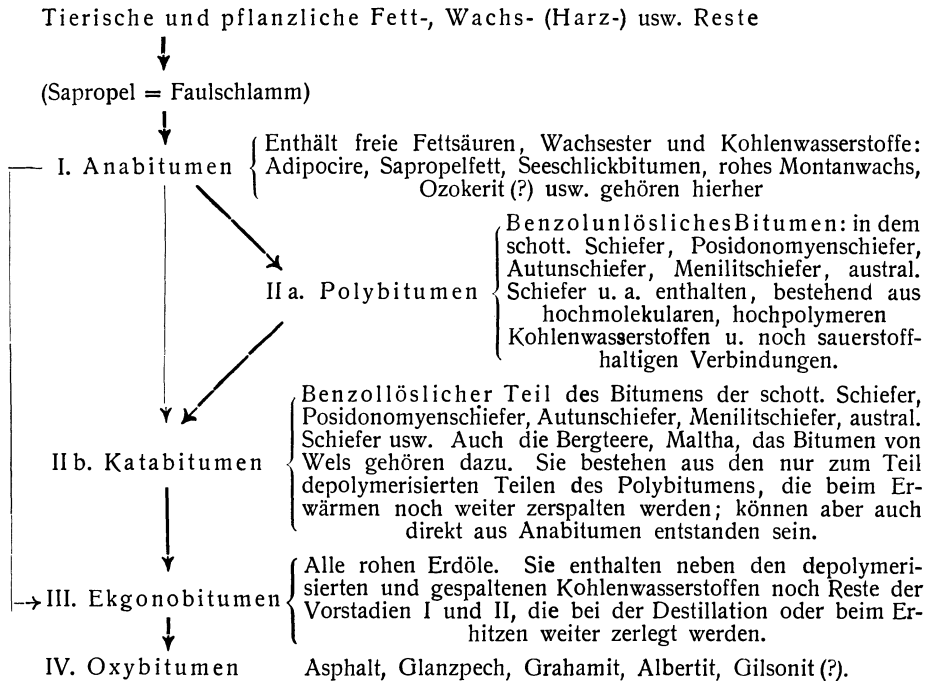 Tierische und pflanzliche Fett-, Wachs- (Harz-) usw. Reste
(Sapropel = Faulschlamm)
I. Anabitumen
Enthält freie Fettsäuren, Wachsester und Kohlenwasserstoffe:
Adipocire, Sapropelfett, Seeschlickbitumen, rohes Montanwachs,
Ozokerit (?) usw. gehören hierher
IIa. Polybitumen
Benzolunlösliches Bitumen: in dem
schott. Schiefer, Posidonomyenschiefer,
Autunschiefer, Menilitschiefer, austral.
Schiefer u. a. enthalten, bestehend aus
hochmolekularen, hochpolymeren
Kohlenwasserstoffen u. noch sauerstoff-
haltigen Verbindungen.
IIb. Katabitumen
Benzollöslicher Teil des Bitumens der schott. Schiefer,
Posidonomyenschiefer, Autunschiefer, Menilitschiefer, austral.
Schiefer usw. Auch die Bergteere, Maltha, das Bitumen von
Wels gehören dazu. Sie bestehen aus den nur zum Teil
depolymerisierten Teilen des Polybitumens, die beim Er-
wärmen noch weiter zerspalten werden; können aber auch
direkt aus Anabitumen entstanden sein.
III. Ekgonobitumen
Alle rohen Erdöle. Sie enthalten neben den depolymeri-
sierten und gespaltenen Kohlenwasserstoffen noch Reste der
Vorstadien I und II, die bei der Destillation oder beim Er-
hitzen weiter zerlegt werden.
IV. Oxybitumen
Asphalt, Glanzpech, Grahamit, Albertit, Gilsonit (?).